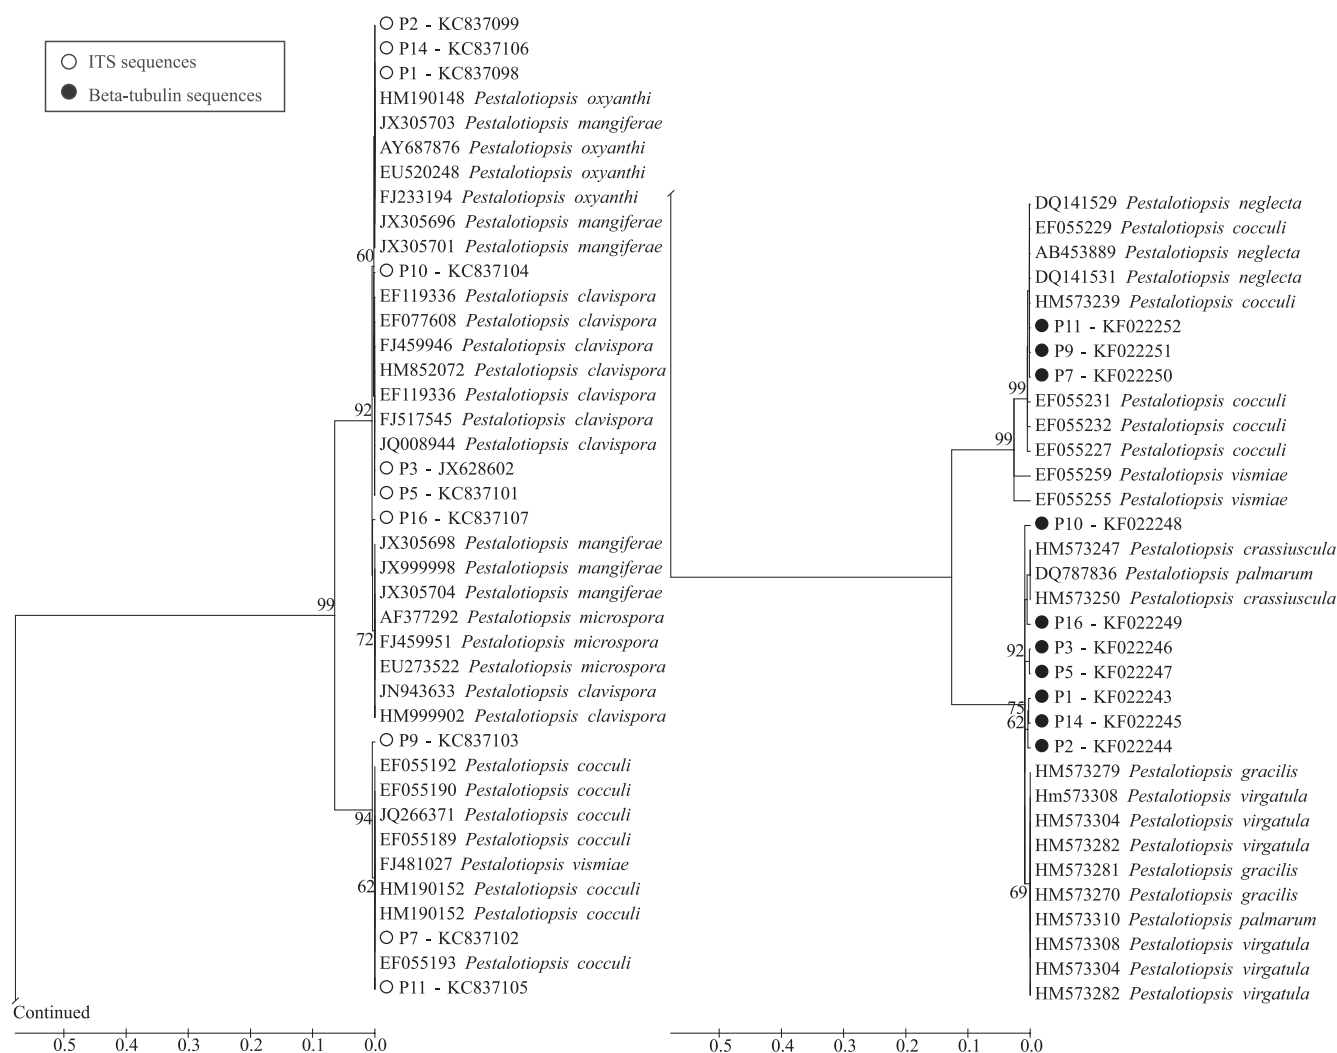 ITS sequences
Beta-tubulin sequences
P2 - KC837099
P14 - KC837106
P1 - KC837098
HM190148 Pestalotiopsis oxyanthi
JX305703 Pestalotiopsis mangiferae
AY687876 Pestalotiopsis oxyanthi
EU520248 Pestalotiopsis oxyanthi
FJ233194 Pestalotiopsis oxyanthi
JX305696 Pestalotiopsis mangiferae
JX305701 Pestalotiopsis mangiferae
60
P10 - KC837104
EF119336 Pestalotiopsis clavispora
EF077608 Pestalotiopsis clavispora
FJ459946 Pestalotiopsis clavispora
HM852072 Pestalotiopsis clavispora
EF119336 Pestalotiopsis clavispora
92
FJ517545 Pestalotiopsis clavispora
JQ008944 Pestalotiopsis clavispora
P3 - JX628602
P5 - KC837101
P16 - KC837107
JX305698 Pestalotiopsis mangiferae
JX999998 Pestalotiopsis mangiferae
JX305704 Pestalotiopsis mangiferae
99
AF377292 Pestalotiopsis microspora
72
FJ459951 Pestalotiopsis microspora
EU273522 Pestalotiopsis microspora
JN943633 Pestalotiopsis clavispora
HM999902 Pestalotiopsis clavispora
P9 - KC837103
EF055192 Pestalotiopsis cocculi
EF055190 Pestalotiopsis cocculi
94
JQ266371 Pestalotiopsis cocculi
EF055189 Pestalotiopsis cocculi
FJ481027 Pestalotiopsis vismiae
62
HM190152 Pestalotiopsis cocculi
HM190152 Pestalotiopsis cocculi
P7 - KC837102
EF055193 Pestalotiopsis cocculi
P11 - KC837105
Continued
0.5 0.4 0.3 0.2 0.1 0.0
DQ141529 Pestalotiopsis neglecta
EF055229 Pestalotiopsis cocculi
AB453889 Pestalotiopsis neglecta
DQ141531 Pestalotiopsis neglecta
HM573239 Pestalotiopsis cocculi
P11 - KF022252
P9 - KF022251
P7 - KF022250
99
EF055231 Pestalotiopsis cocculi
EF055232 Pestalotiopsis cocculi
99
EF055227 Pestalotiopsis cocculi
EF055259 Pestalotiopsis vismiae
EF055255 Pestalotiopsis vismiae
P10 - KF022248
HM573247 Pestalotiopsis crassiuscula
DQ787836 Pestalotiopsis palmarum
HM573250 Pestalotiopsis crassiuscula
P16 - KF022249
92
P3 - KF022246
P5 - KF022247
P1 - KF022243
75
62
P14 - KF022245
P2 - KF022244
HM573279 Pestalotiopsis gracilis
Hm573308 Pestalotiopsis virgatula
HM573304 Pestalotiopsis virgatula
HM573282 Pestalotiopsis virgatula
HM573281 Pestalotiopsis gracilis
69
HM573270 Pestalotiopsis gracilis
HM573310 Pestalotiopsis palmarum
HM573308 Pestalotiopsis virgatula
HM573304 Pestalotiopsis virgatula
HM573282 Pestalotiopsis virgatula
0.5 0.4 0.3 0.2 0.1 0.0